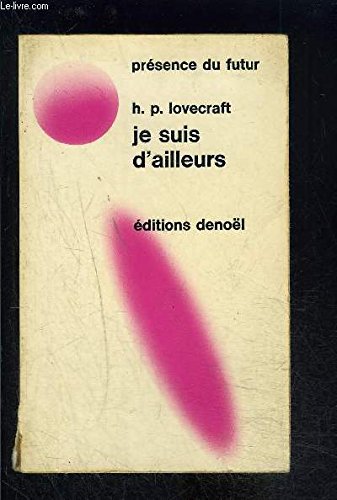 Le-livre.com
présence du futur
h. p. lovecraft
je suis
d'ailleurs
éditions denoël